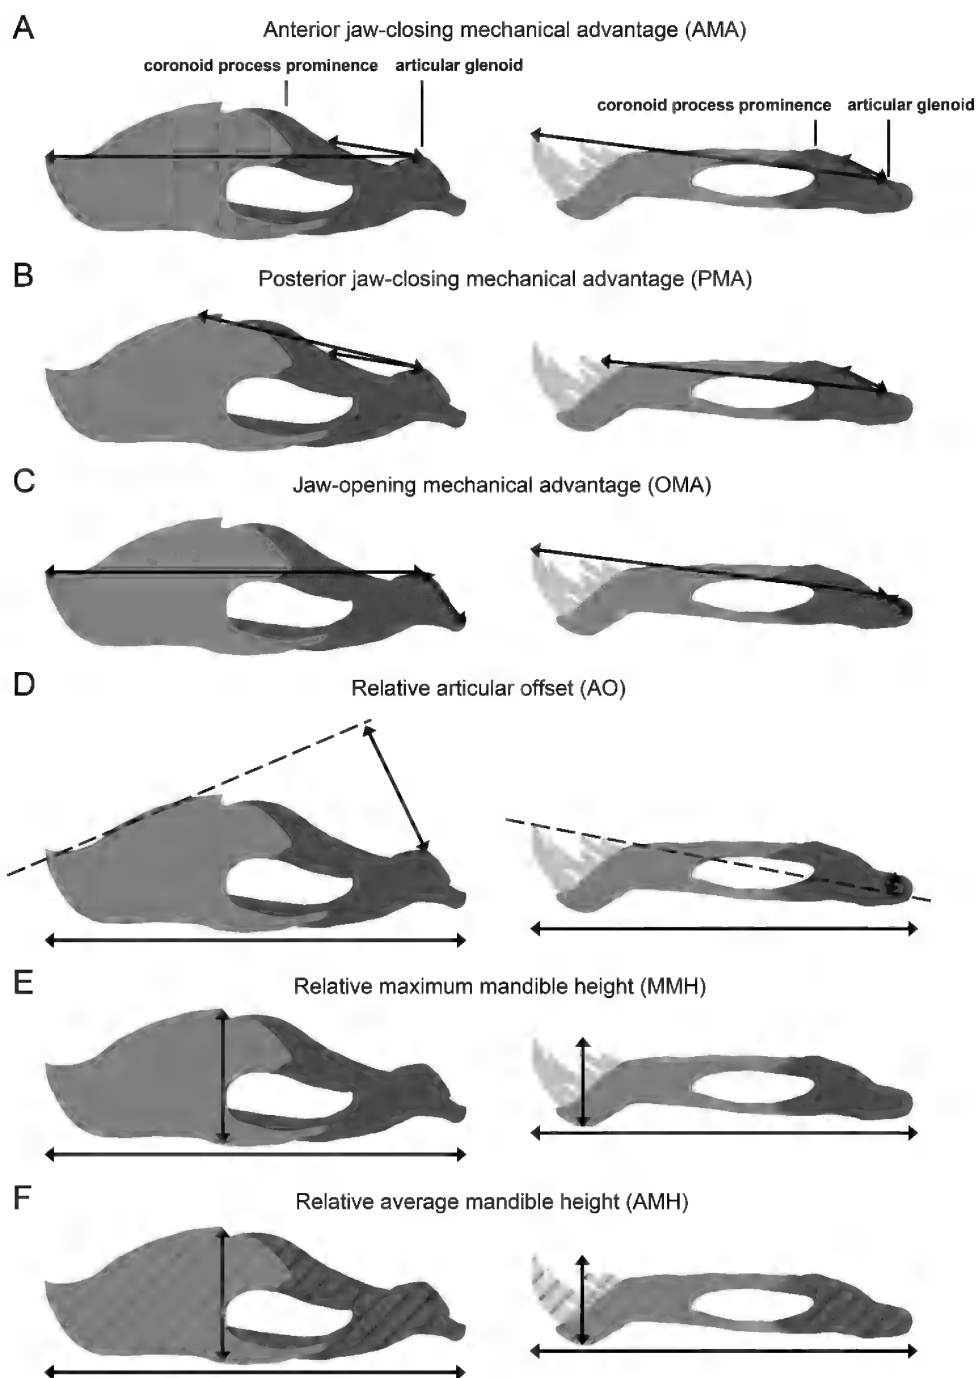 A
Anterior jaw-closing mechanical advantage (AMA)
coronoid process prominence articular glenoid
coronoid process prominence articular glenoid
B
Posterior jaw-closing mechanical advantage (PMA)
C
Jaw-opening mechanical advantage (OMA)
D
Relative articular offset (AO)
E
Relative maximum mandible height (MMH)
F
Relative average mandible height (AMH)